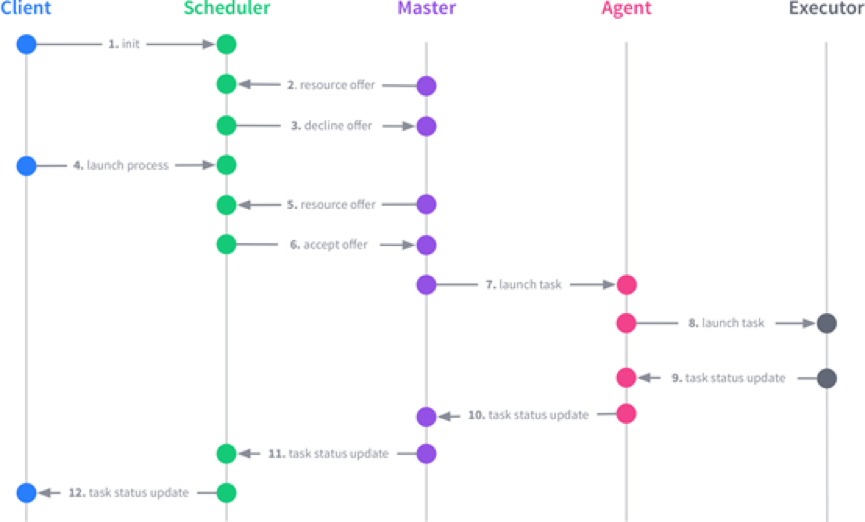 Client Scheduler Master Agent Executor
1. init
2. resource offer
3. decline offer
4. launch process
5. resource offer
6. accept offer
7. launch task
8. launch task
9. task status update
10. task status update
11. task status update
12. task status update